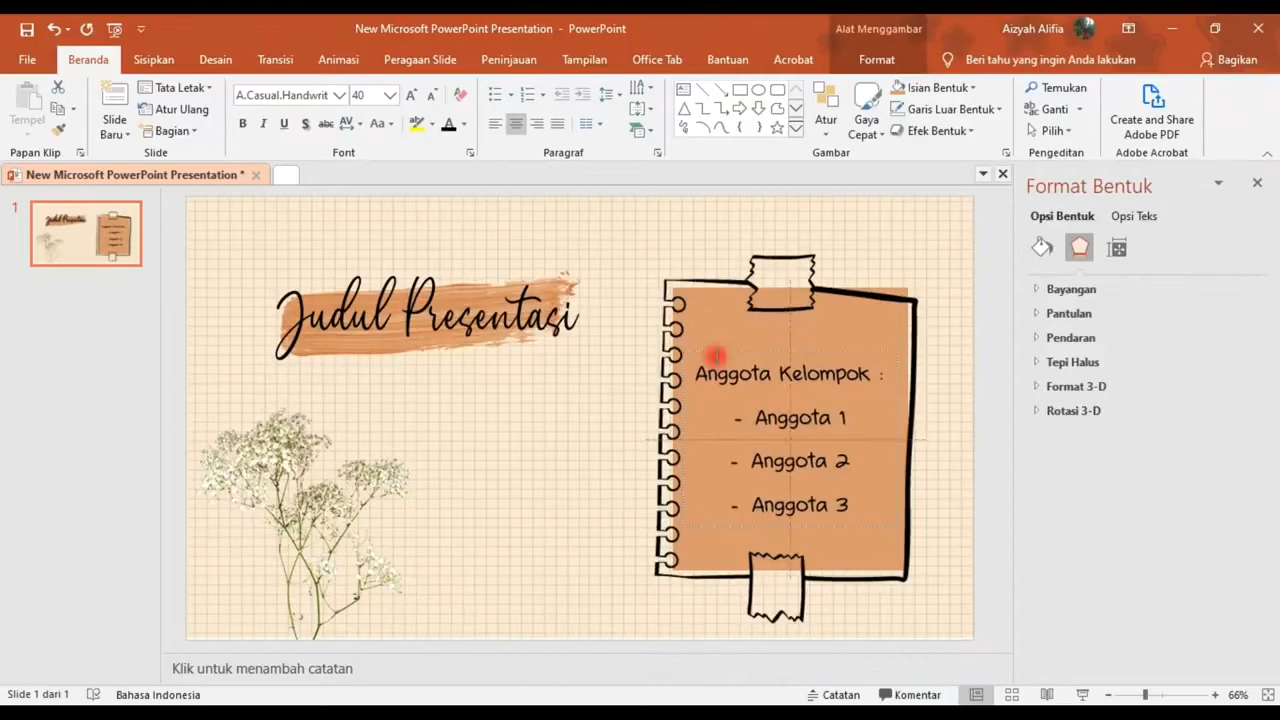 New Microsoft PowerPoint Presentation - PowerPoint
Alat Menggambar
Aizyah Alifia
File Beranda Sisipkan Desain Transisi Animasi Peragaan Slide Peninjauan Tampilan Office Tab Bantuan Acrobat Format Beri tahu yang ingin Anda lakukan Bagikan
Tempel
Papan Klip
Slide Baru
Tata Letak
Atur Ulang
Bagian
Slide
A.Casual.Handwrit 40
B I U S abc AV Aa A
Font
Paragraf
Atur
Gaya Cepat
Isian Bentuk
Garis Luar Bentuk
Efek Bentuk
Gambar
Temukan
Ganti
Pilih
Pengeditan
Create and Share
Adobe PDF
Adobe Acrobat
New Microsoft PowerPoint Presentation *
1
Judul Presentasi
Anggota Kelompok :
- Anggota 1
- Anggota 2
- Anggota 3
Format Bentuk
Opsi Bentuk Opsi Teks
Bayangan
Pantulan
Pendaran
Tepi Halus
Format 3-D
Rotasi 3-D
Klik untuk menambah catatan
Slide 1 dari 1 Bahasa Indonesia Catatan Komentar 66%